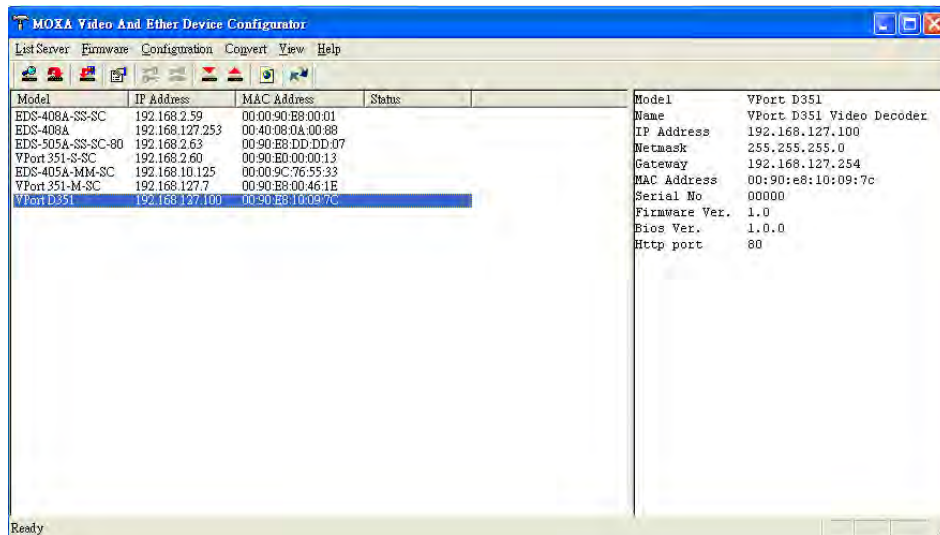 MOXA Video And Ether Device Configurator
List Server Firmware Configuration Convert View Help
Model IP Address MAC Address Status
EDS-408A-SS-SC 192.168.2.59 00:00:90:E8:00:01
EDS-408A 192.168.127.253 00:40:08:0A:00:88
EDS-505A-SS-SC-80 192.168.2.63 00:90:E8:DD:DD:07
VPort 351-S-SC 192.168.2.60 00:90:E0:00:00:13
EDS-405A-MM-SC 192.168.10.125 00:00:9C:76:55:33
VPort 351-M-SC 192.168.127.7 00:90:E8:00:46:1E
VPort D351 192.168.127.100 00:90:E8:10:09:7C
Model VPort D351
Name VPort D351 Video Decoder
IP Address 192.168.127.100
Netmask 255.255.255.0
Gateway 192.168.127.254
MAC Address 00:90:e8:10:09:7c
Serial No 00000
Firmware Ver. 1.0
Bios Ver. 1.0.0
Http port 80
Ready